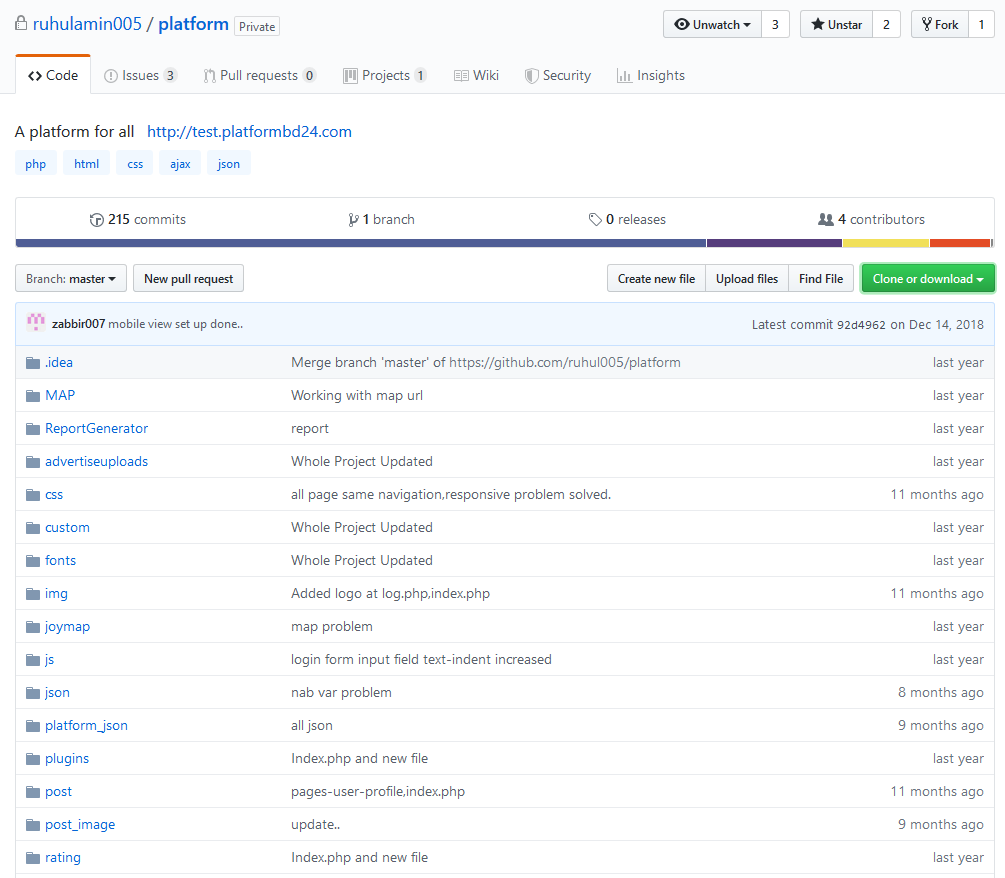 ruhulamin005 / platform Private Unwatch 3 Unstar 2 Fork 1
Code Issues 3 Pull requests 0 Projects 1 Wiki Security Insights
A platform for all http://test.platformbd24.com
php html css ajax json
215 commits 1 branch 0 releases 4 contributors
Branch: master New pull request Create new file Upload files Find File Clone or download
zabbir007 mobile view set up done.. Latest commit 92d4962 on Dec 14, 2018
.idea Merge branch 'master' of https://github.com/ruhul005/platform last year
MAP Working with map url last year
ReportGenerator report last year
advertiseuploads Whole Project Updated last year
css all page same navigation,responsive problem solved. 11 months ago
custom Whole Project Updated last year
fonts Whole Project Updated last year
img Added logo at log.php,index.php 11 months ago
joymap map problem last year
js login form input field text-indent increased last year
json nab var problem 8 months ago
platform_json all json 9 months ago
plugins Index.php and new file last year
post pages-user-profile,index.php 11 months ago
post_image update.. 9 months ago
rating Index.php and new file last year